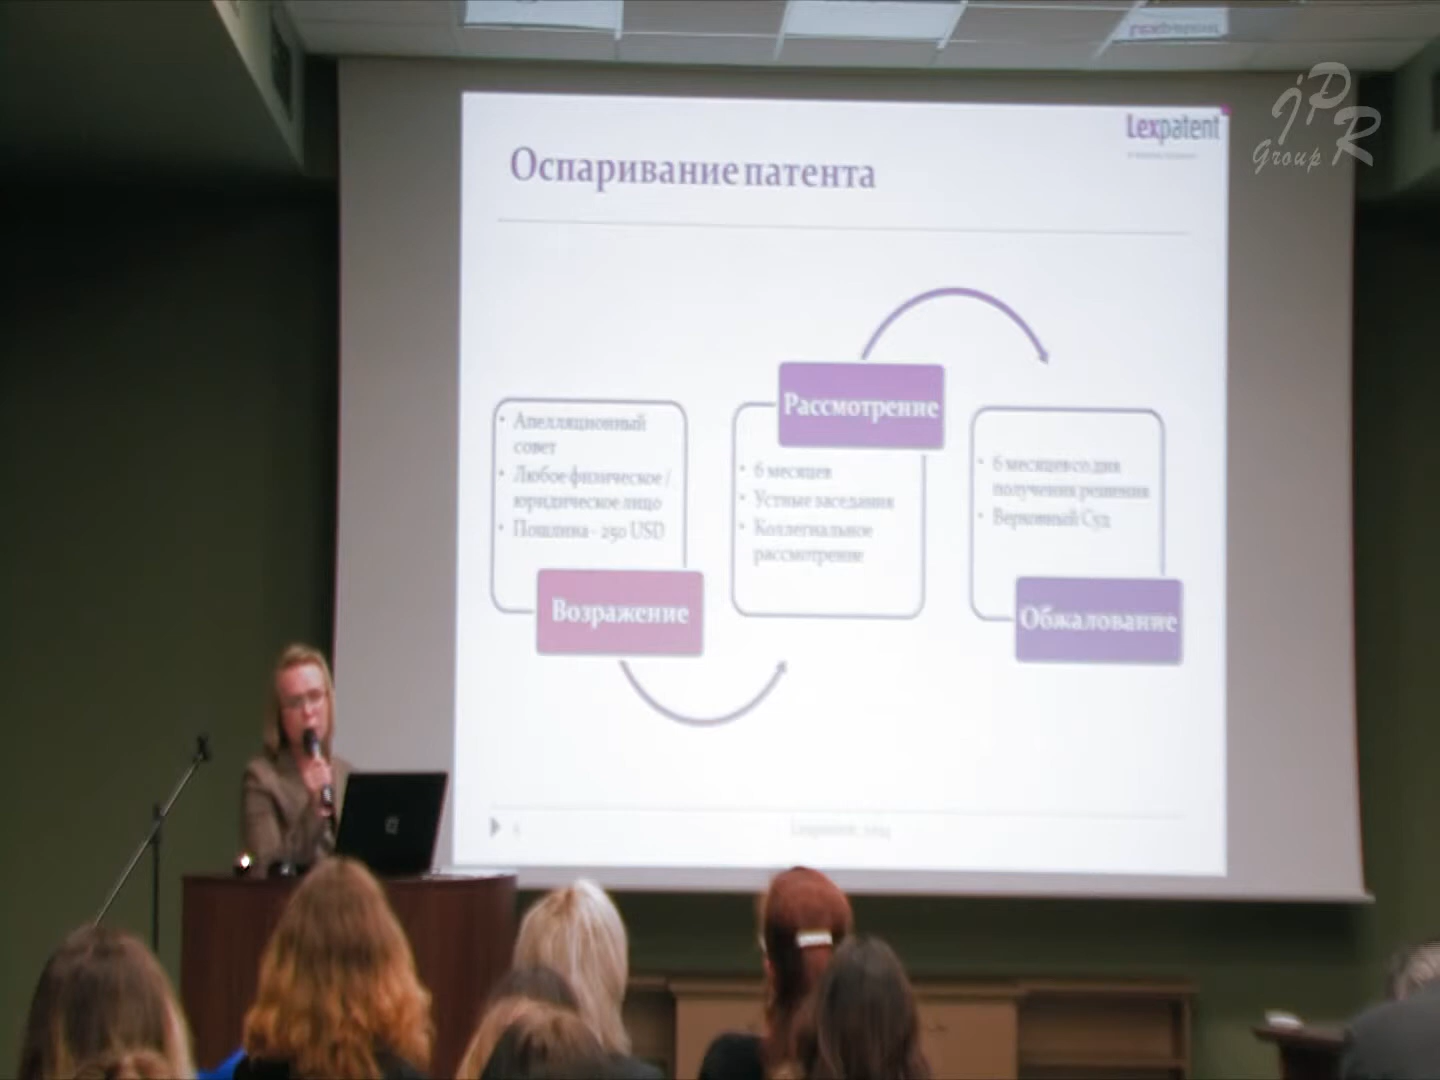 Lexpatent
JPR
Group
Оспаривание патента
Рассмотрение
• Апелляционный
совет
• Любое физическое /
юридическое лицо
• Пошлина - 250 USD
Возражение
• 6 месяцев
• Устные заседания
• Коллегиальное
рассмотрение
• 6 месяцев со дня
получения решения
• Верховный Суд
Обжалование